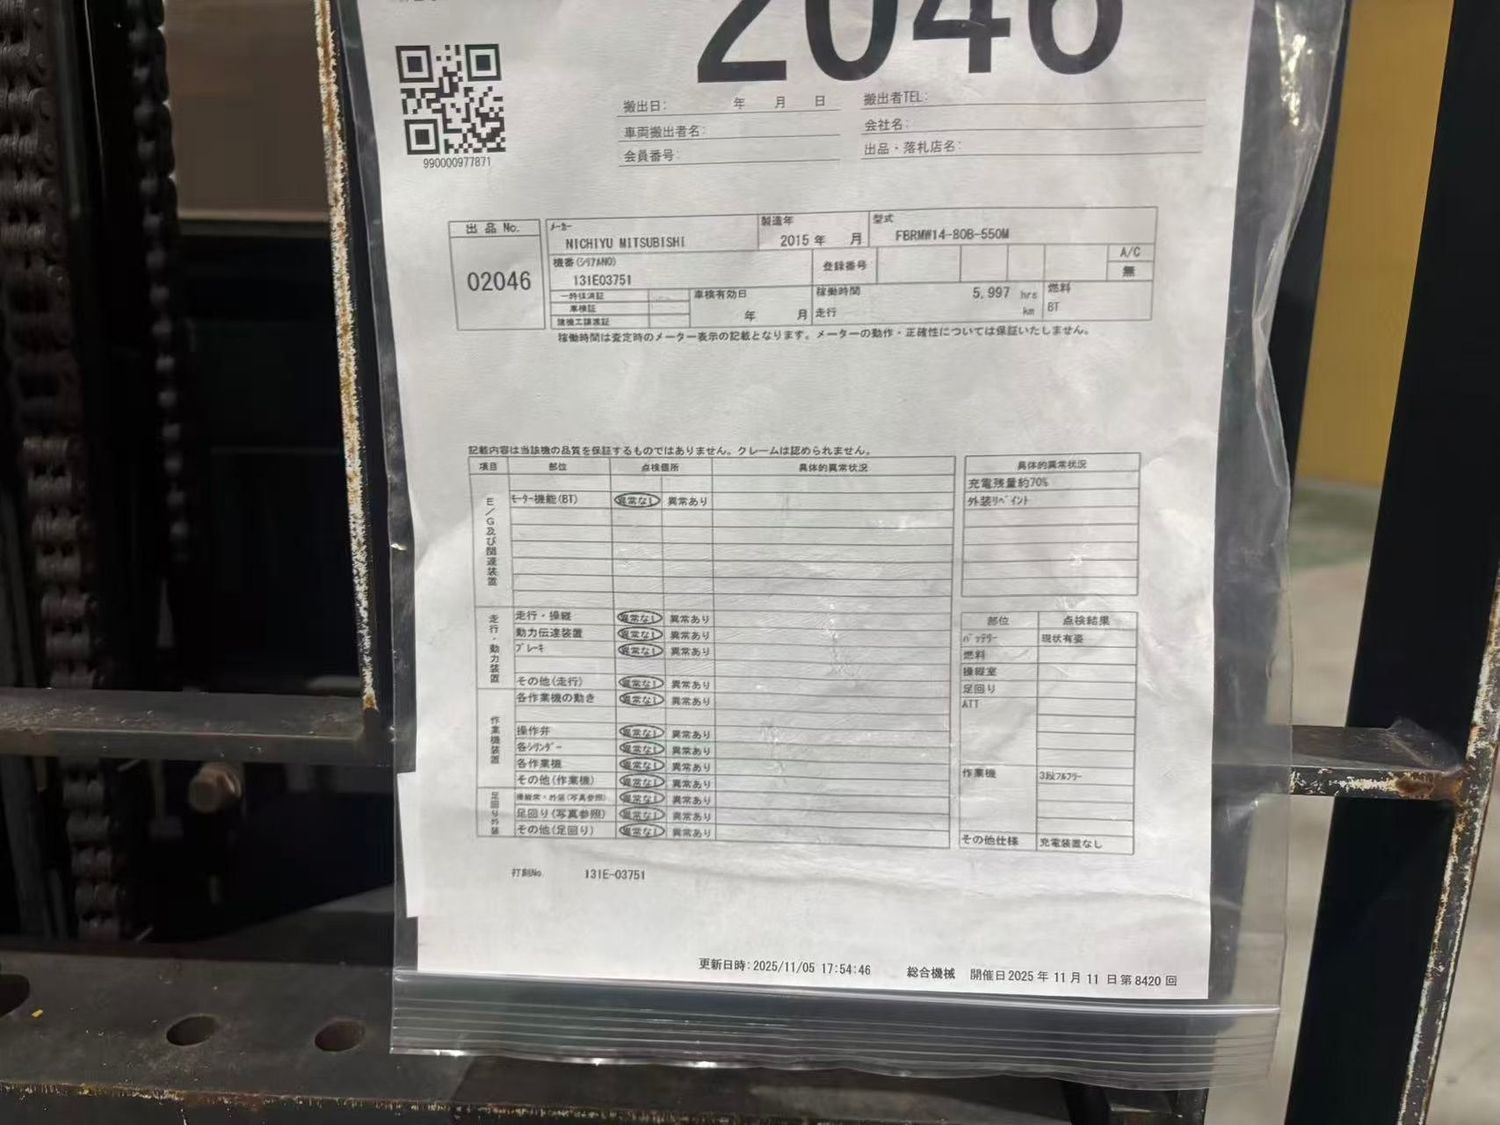 2046
搬出日: 年 月 日 搬出者TEL:
車両搬出者名: 会社名:
会員番号: 出品・落札店名:
990000977871
出品No. メーカー 製造年 型式
NICHIYU MITSUBISHI 2015年 月 FBRMW14-80B-550M
02046 機番(シリアルNO) 登録番号 A/C
131E03751 無
一時抹消証 車検有効日 稼働時間 5,997 hrs 燃料
車検証 年 月 走行 km BT
建機工譲渡証
稼働時間は査定時のメーター表示の記載となります。メーターの動作・正確性については保証いたしません。
記載内容は当該機の品質を保証するものではありません。クレームは認められません。
項目 部位 点検箇所 具体的異常状況
E/G及び関連装置
モーター機能(BT) 異常なし 異常あり
走行・動力装置
走行・操縦 異常なし 異常あり
動力伝達装置 異常なし 異常あり
ブレーキ 異常なし 異常あり
その他(走行) 異常なし 異常あり
作業機装置
各作業機の動き 異常なし 異常あり
操作弁 異常なし 異常あり
各シリンダー 異常なし 異常あり
各作業機 異常なし 異常あり
その他(作業機) 異常なし 異常あり
足回り外装
操縦席・外装(写真参照) 異常なし 異常あり
足回り(写真参照) 異常なし 異常あり
その他(足回り) 異常なし 異常あり
具体的異常状況
充電残量約70%
外装リペイント
部位 点検結果
バッテリー 現状有姿
燃料
操縦室
足回り
ATT
作業機 3段フルフリー
その他仕様 充電装置なし
打刻No. 131E-03751
更新日時:2025/11/05 17:54:46 総合機械 開催日2025年11月11日第8420回